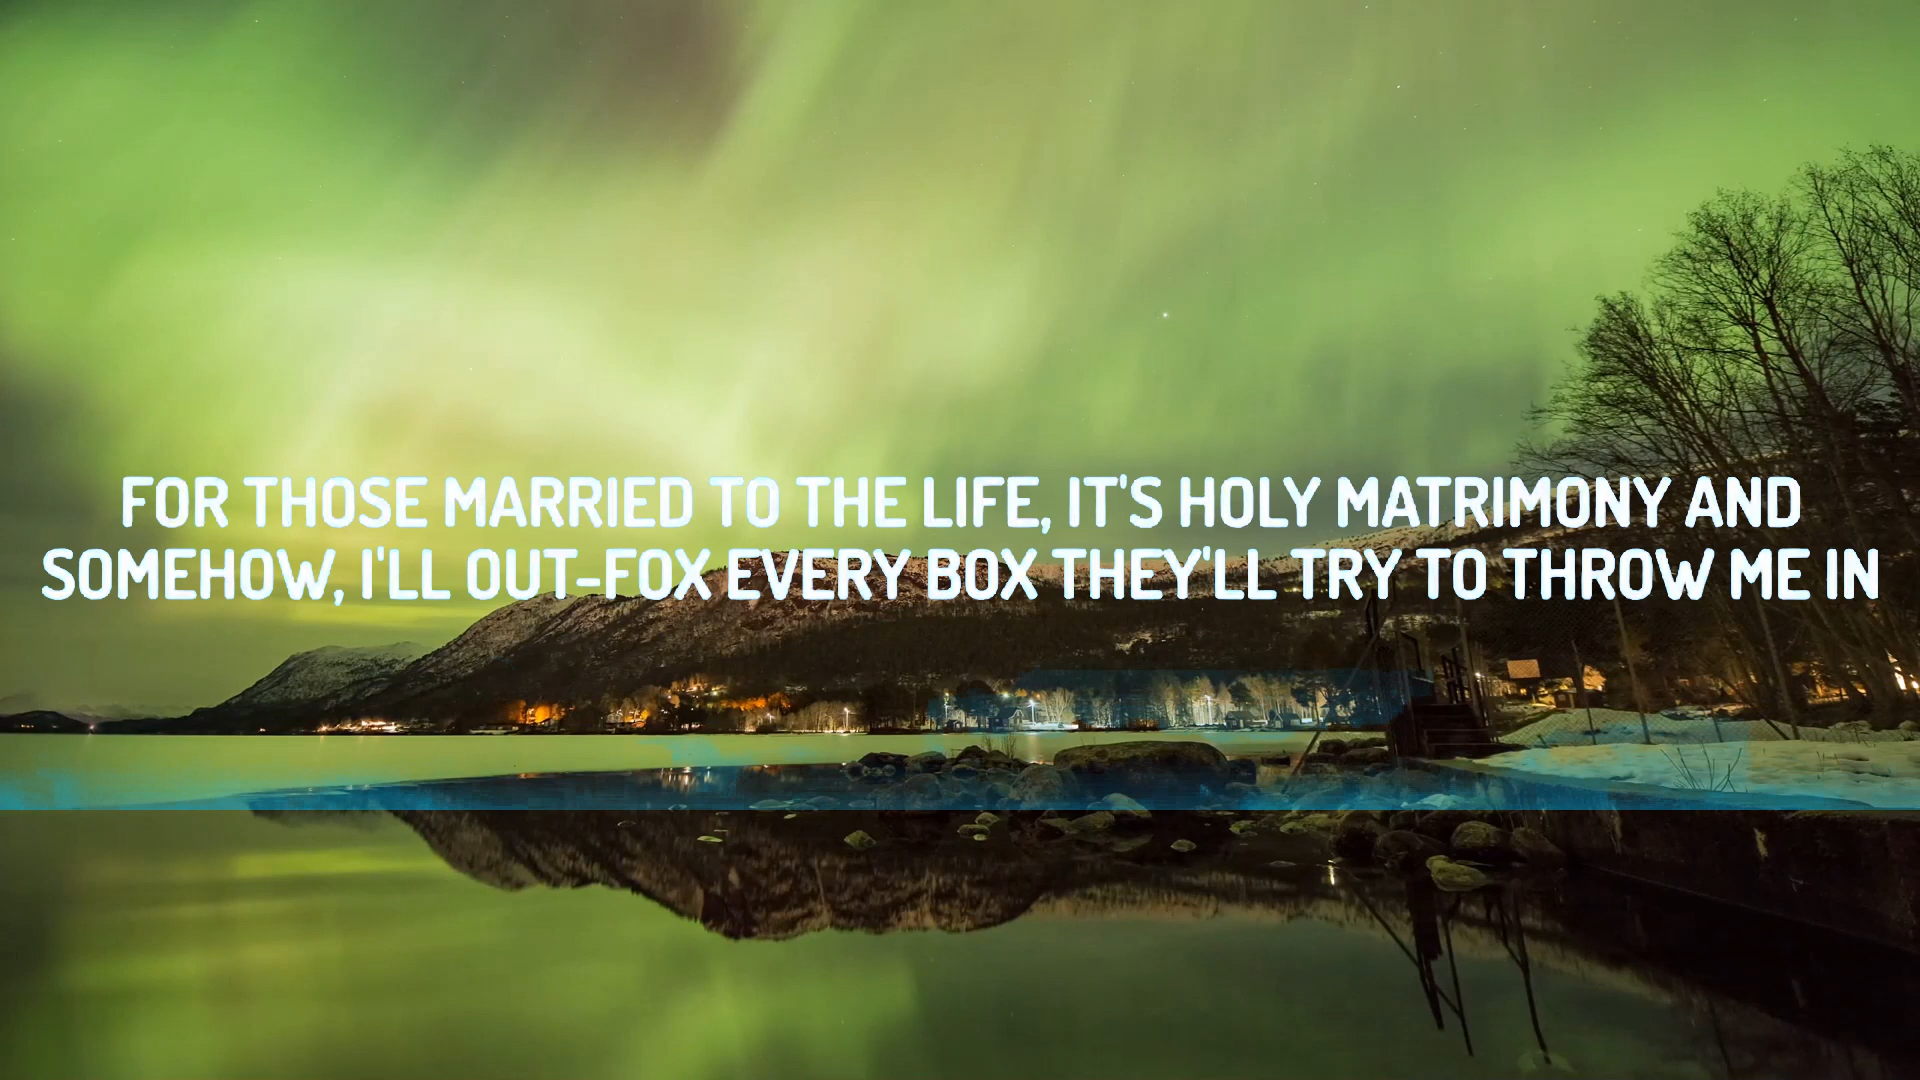 FOR THOSE MARRIED TO THE LIFE, IT'S HOLY MATRIMONY AND
SOMEHOW, I'LL OUT-FOX EVERY BOX THEY'LL TRY TO THROW ME IN